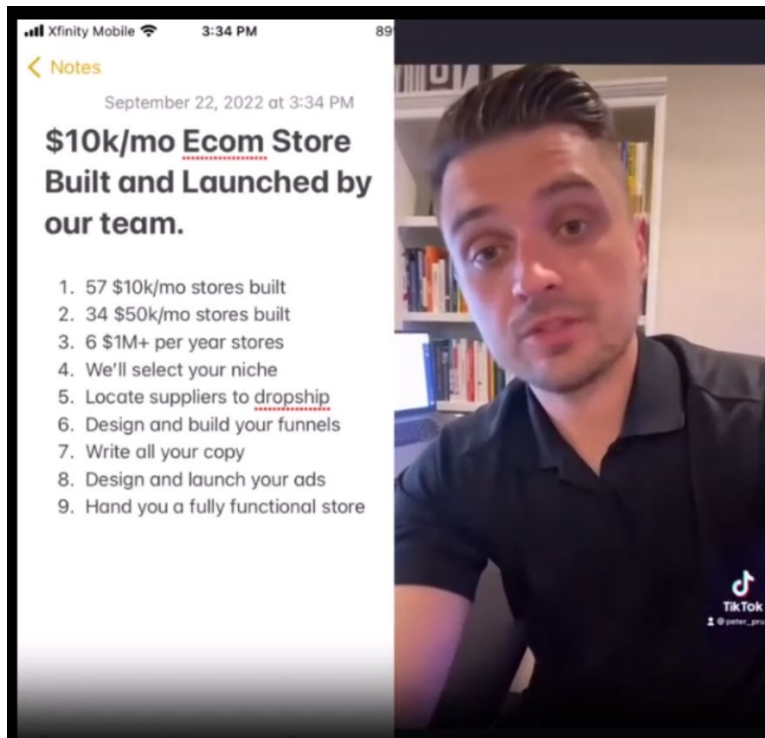 Xfinity Mobile 3:34 PM 89
Notes
September 22, 2022 at 3:34 PM
$10k/mo Ecom Store
Built and Launched by
our team.
1. 57 $10k/mo stores built
2. 34 $50k/mo stores built
3. 6 $1M+ per year stores
4. We'll select your niche
5. Locate suppliers to dropship
6. Design and build your funnels
7. Write all your copy
8. Design and launch your ads
9. Hand you a fully functional store
TikTok
@peter_pru